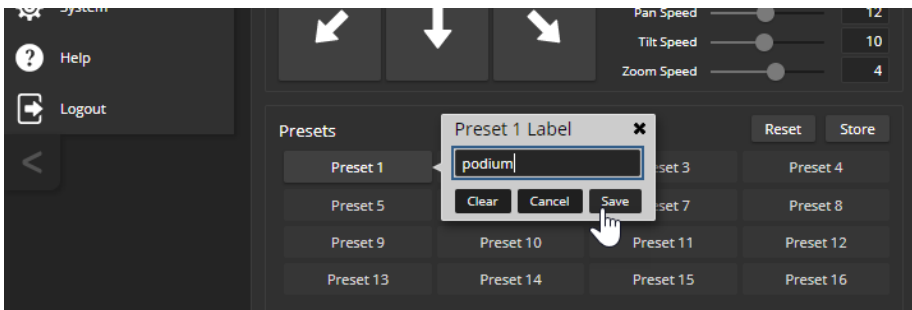 System
Help
Logout
<
Pan Speed 12
Tilt Speed 10
Zoom Speed 4
Presets
Reset Store
Preset 1 Label ✖
podium
Clear Cancel Save
Preset 1 set 3 Preset 4
Preset 5 set 7 Preset 8
Preset 9 Preset 10 Preset 11 Preset 12
Preset 13 Preset 14 Preset 15 Preset 16